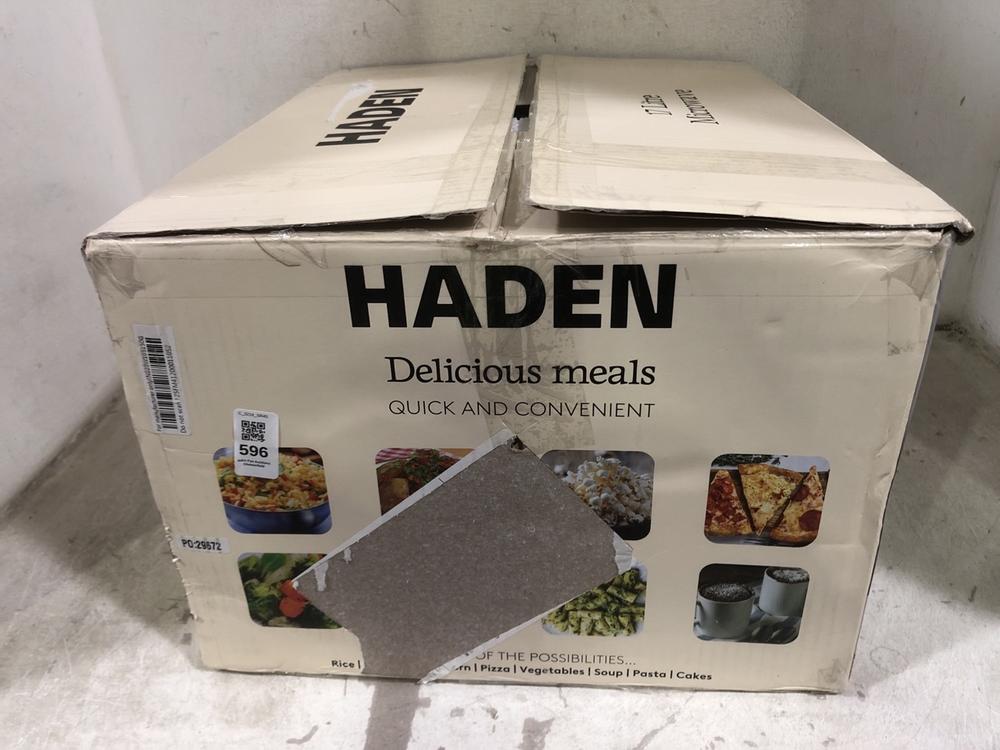 HADEN
17 Litre
Microwave
HADEN
Delicious meals
QUICK AND CONVENIENT
596
PO:29672
OF THE POSSIBILITIES...
Rice |
rn | Pizza | Vegetables | Soup | Pasta | Cakes